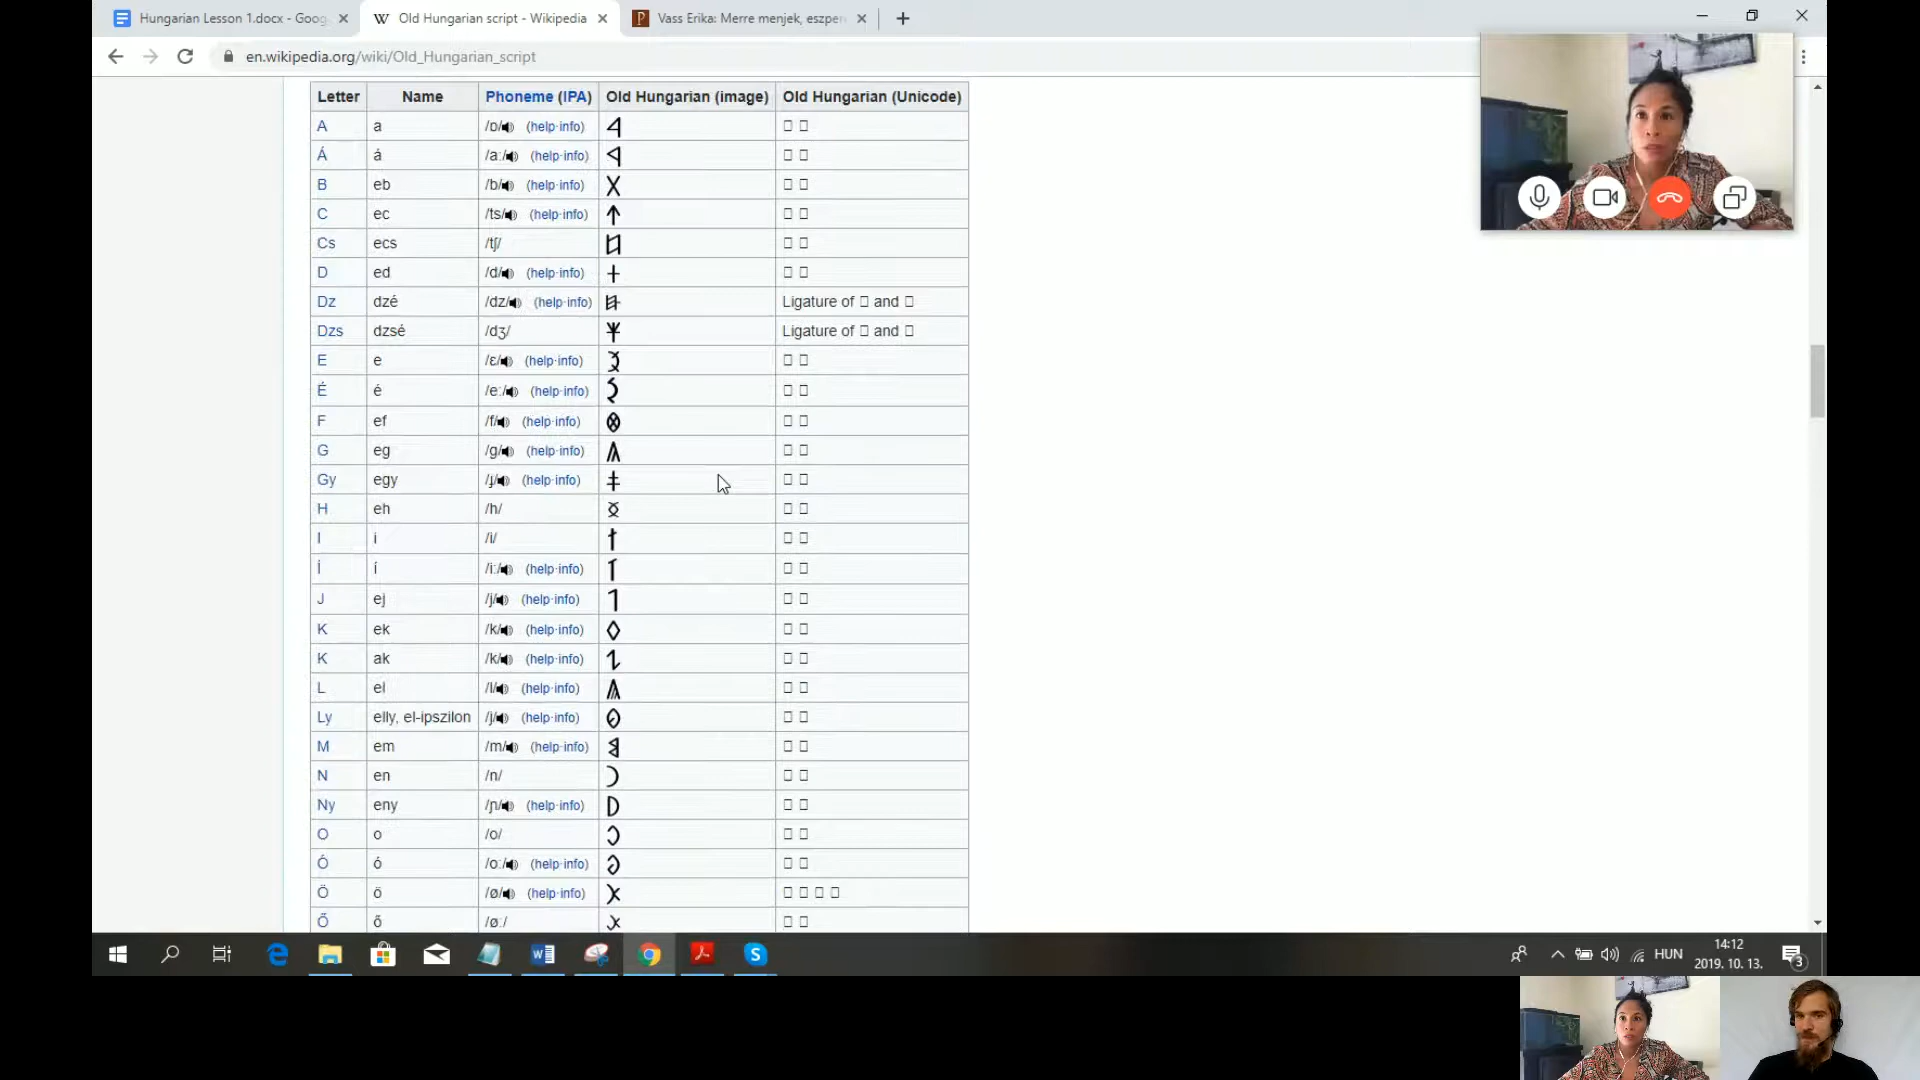 Hungarian Lesson 1.docx - Goog
Old Hungarian script - Wikipedia
Vass Erika: Merre menjek, eszper
en.wikipedia.org/wiki/Old_Hungarian_script
Letter Name Phoneme (IPA) Old Hungarian (image) Old Hungarian (Unicode)
A a /ɒ/ (help·info)
Á á /aː/ (help·info)
B eb /b/ (help·info)
C ec /ts/ (help·info)
Cs ecs /tʃ/
D ed /d/ (help·info)
Dz dzé /dz/ (help·info) Ligature of and
Dzs dzsé /dʒ/ Ligature of and
E e /ɛ/ (help·info)
É é /eː/ (help·info)
F ef /f/ (help·info)
G eg /g/ (help·info)
Gy egy /ɟ/ (help·info)
H eh /h/
I i /i/
Í í /iː/ (help·info)
J ej /j/ (help·info)
K ek /k/ (help·info)
K ak /k/ (help·info)
L el /l/ (help·info)
Ly elly, el-ipszilon /j/ (help·info)
M em /m/ (help·info)
N en /n/
Ny eny /ɲ/ (help·info)
O o /o/
Ó ó /oː/ (help·info)
Ö ö /ø/ (help·info)
Ő ő /øː/
HUN
14:12
2019. 10. 13.
3